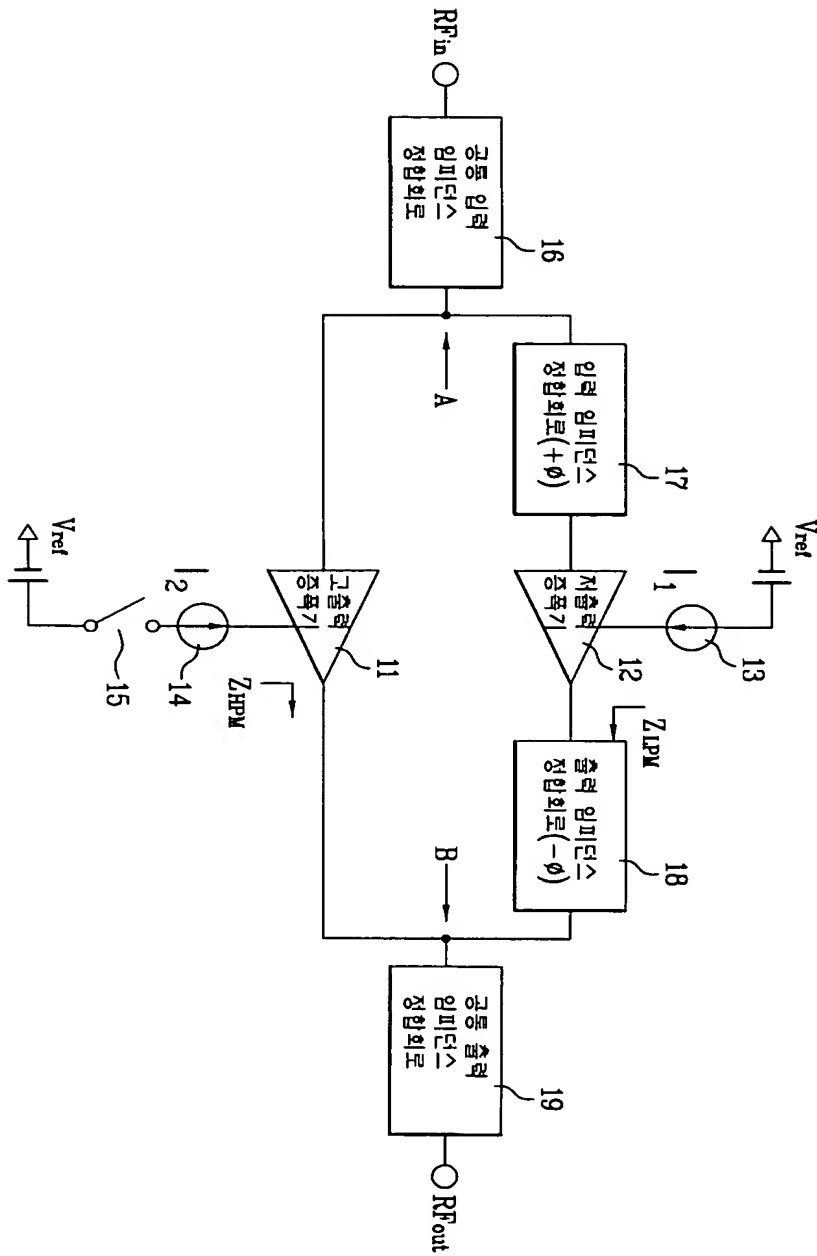 Vref
I1
13
17
12
ZLPM
18
입력 임피던스
정합회로(+ø)
저출력
증폭기
출력 임피던스
정합회로(-ø)
RFin
16
공통 입력
임피던스
정합회로
A
B
19
공통 출력
임피던스
정합회로
RFout
고출력
증폭기
11
ZHPM
I2
14
15
Vref